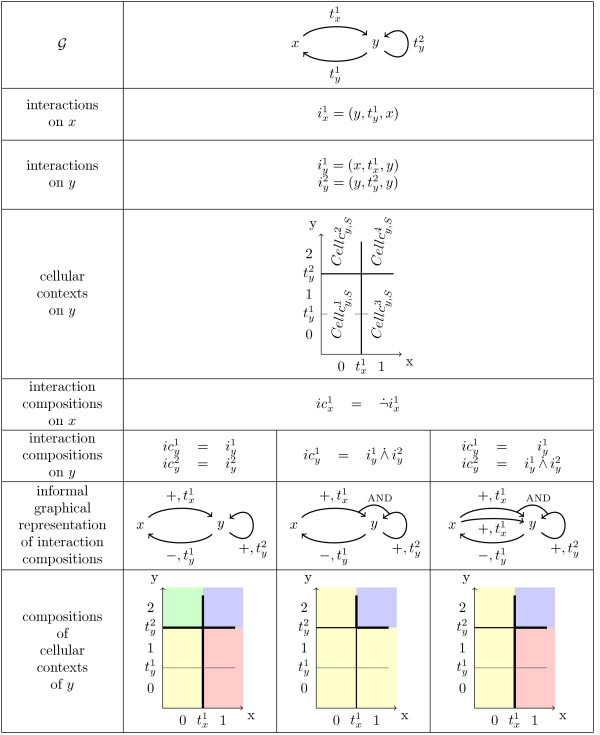 𝒢
t_x^1
x y t_y^2
t_y^1
interactions
on x
i_x^1 = (y, t_y^1, x)
interactions
on y
i_y^1 = (x, t_x^1, y)
i_y^2 = (y, t_y^2, y)
cellular
contexts
on y
y
2
t_y^2
1
t_y^1
0
Cellc_{y,S}^2
Cellc_{y,S}^4
Cellc_{y,S}^1
Cellc_{y,S}^3
0 t_x^1 1 x
interaction
compositions
on x
ic_x^1 = ¬̇i_x^1
interaction
compositions
on y
ic_y^1 = i_y^1
ic_y^2 = i_y^2
ic_y^1 = i_y^1 ∧̇ i_y^2
ic_y^1 = i_y^1
ic_y^2 = i_y^1 ∧̇ i_y^2
informal
graphical
representation
of interaction
compositions
+, t_x^1
x y
−, t_y^1 +, t_y^2
+, t_x^1 AND
x y
−, t_y^1 +, t_y^2
+, t_x^1 AND
x +, t_x^1 y
−, t_y^1 +, t_y^2
compositions
of
cellular
contexts
of y
y
2
t_y^2
1
t_y^1
0
0 t_x^1 1 x
y
2
t_y^2
1
t_y^1
0
0 t_x^1 1 x
y
2
t_y^2
1
t_y^1
0
0 t_x^1 1 x